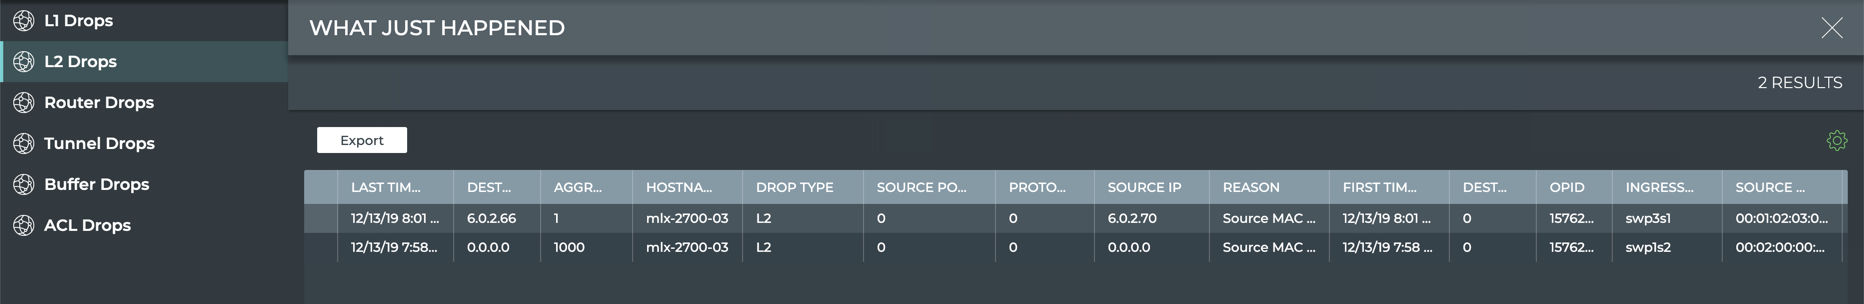 L1 Drops
L2 Drops
Router Drops
Tunnel Drops
Buffer Drops
ACL Drops
WHAT JUST HAPPENED
2 RESULTS
Export
LAST TIM... DEST... AGGR... HOSTNA... DROP TYPE SOURCE PO... PROTO... SOURCE IP REASON FIRST TIM... DEST... OPID INGRESS... SOURCE ...
12/13/19 8:01 ... 6.0.2.66 1 mlx-2700-03 L2 0 0 6.0.2.70 Source MAC ... 12/13/19 8:01 ... 0 15762... swp3s1 00:01:02:03:0...
12/13/19 7:58... 0.0.0.0 1000 mlx-2700-03 L2 0 0 0.0.0.0 Source MAC ... 12/13/19 7:58 ... 0 15762... swp1s2 00:02:00:00:...